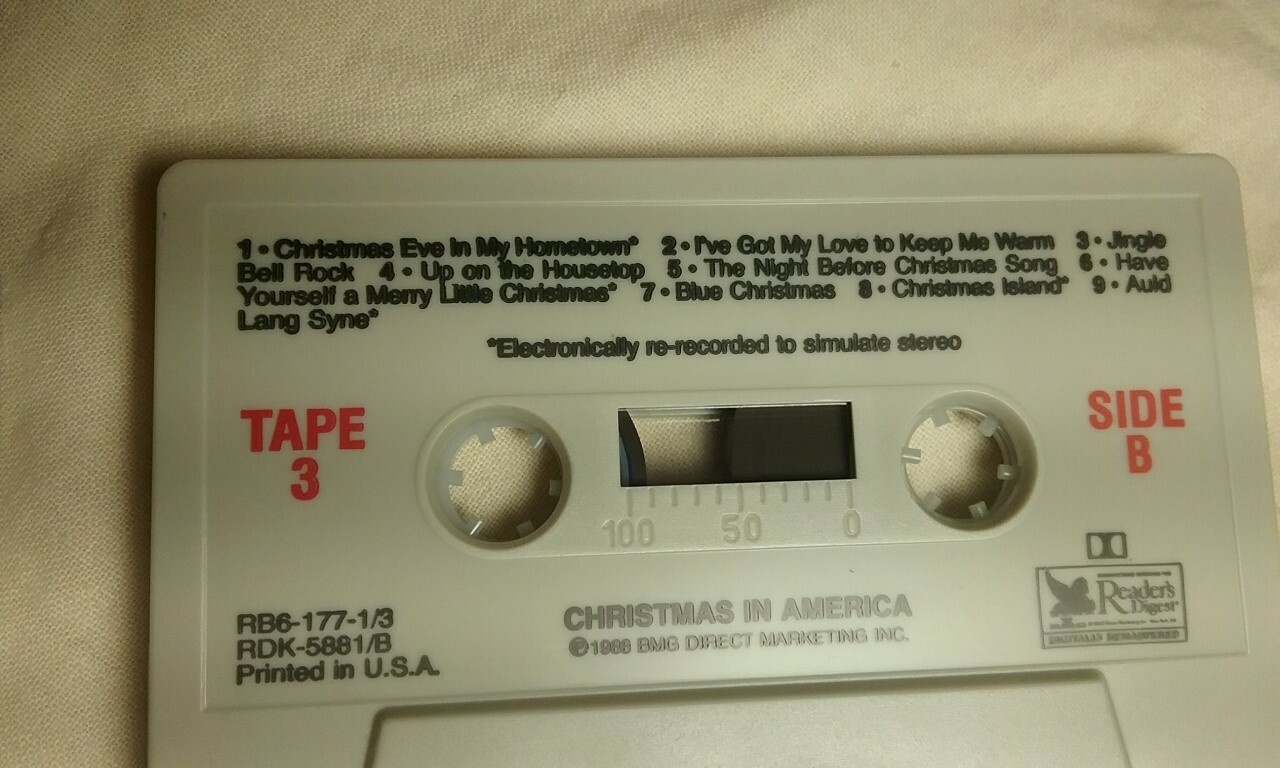 1 • Christmas Eve In My Hometown* 2 • I've Got My Love to Keep Me Warm 3 • Jingle
Bell Rock 4 • Up on the Housetop 5 • The Night Before Christmas Song 6 • Have
Yourself a Merry Little Christmas* 7 • Blue Christmas 8 • Christmas Island* 9 • Auld
Lang Syne*
*Electronically re-recorded to simulate stereo
TAPE
3
SIDE
B
100 50 0
RB6-177-1/3
RDK-5881/B
Printed in U.S.A.
CHRISTMAS IN AMERICA
℗1988 BMG DIRECT MARKETING INC.
Reader's
Digest
DIGITALLY REMASTERED